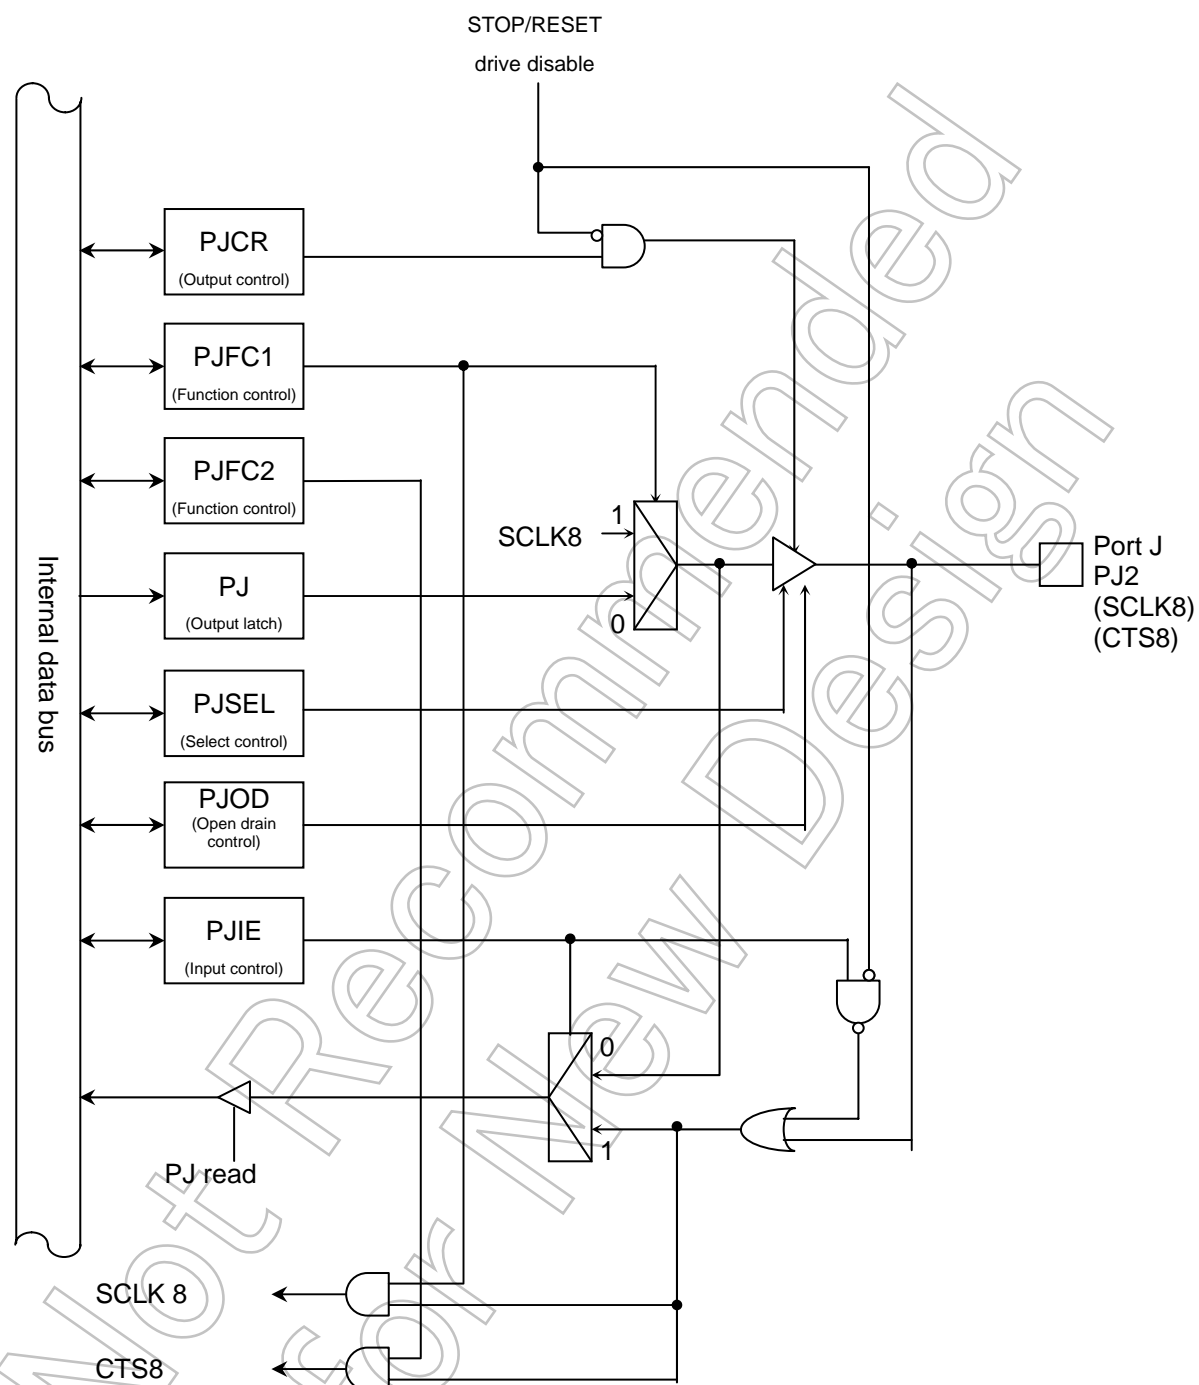 STOP/RESET
drive disable
PJCR
(Output control)
PJFC1
(Function control)
PJFC2
(Function control)
PJ
(Output latch)
PJSEL
(Select control)
PJOD
(Open drain
control)
PJIE
(Input control)
Internal data bus
SCLK8
1
0
Port J
PJ2
(SCLK8)
(CTS8)
0
1
PJ read
SCLK 8
CTS8
Not Recommended
for New Design